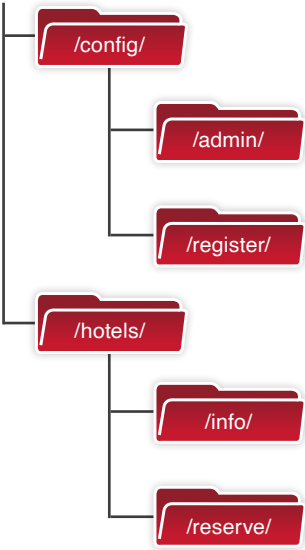 /config/
/admin/
/register/
/hotels/
/info/
/reserve/